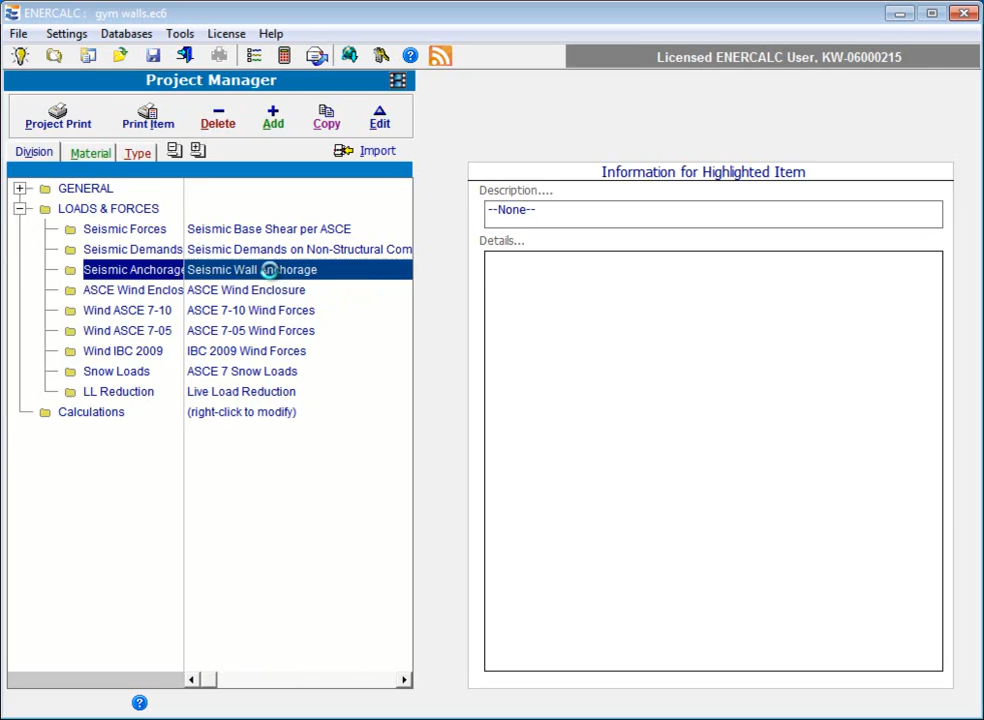 ENERCALC : gym walls.ec6
File Settings Databases Tools License Help
Licensed ENERCALC User, KW-06000215
Project Manager
Project Print Print Item Delete Add Copy Edit
Division Material Type Import
GENERAL
LOADS & FORCES
Seismic Forces Seismic Base Shear per ASCE
Seismic Demands Seismic Demands on Non-Structural Com
Seismic Anchorage Seismic Wall Anchorage
ASCE Wind Enclos ASCE Wind Enclosure
Wind ASCE 7-10 ASCE 7-10 Wind Forces
Wind ASCE 7-05 ASCE 7-05 Wind Forces
Wind IBC 2009 IBC 2009 Wind Forces
Snow Loads ASCE 7 Snow Loads
LL Reduction Live Load Reduction
Calculations (right-click to modify)
Information for Highlighted Item
Description....
--None--
Details...